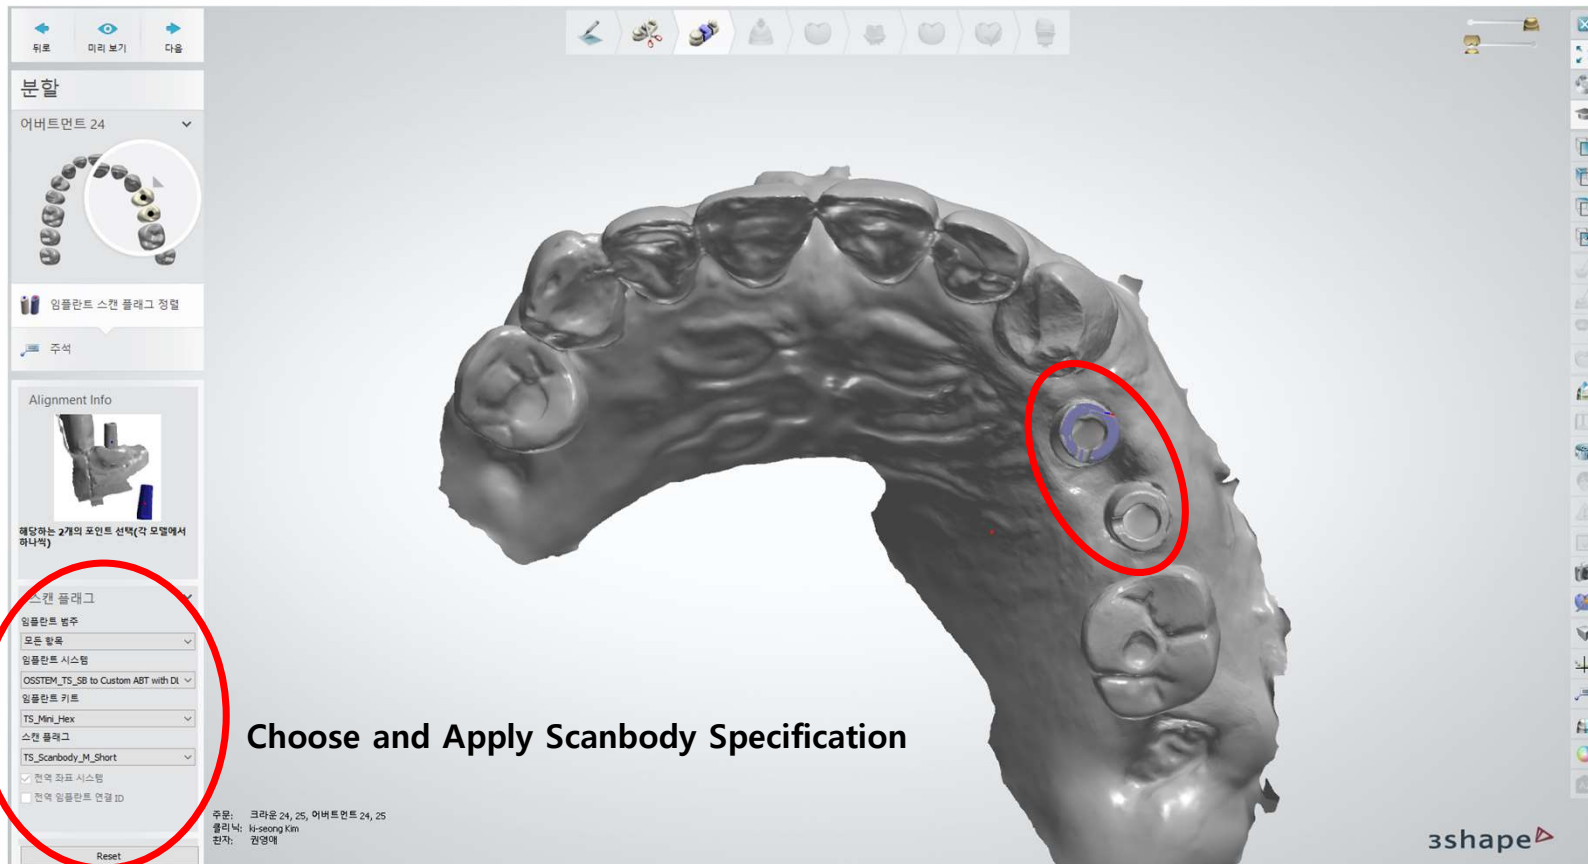 뒤로
미리 보기
다음
분할
어버트먼트 24
임플란트 스캔 플래그 정렬
주석
Alignment Info
해당하는 2개의 포인트 선택(각 모델에서
하나씩)
스캔 플래그
임플란트 범주
모든 항목
임플란트 시스템
OSSTEM_TS_SB to Custom ABT with DL
임플란트 키트
TS_Mini_Hex
스캔 플래그
TS_Scanbody_M_Short
전역 좌표 시스템
전역 임플란트 연결 ID
Reset
Choose and Apply Scanbody Specification
주문: 크라운 24, 25, 어버트먼트 24, 25
클리닉: ki-seong Kim
환자: 권영애
3shape